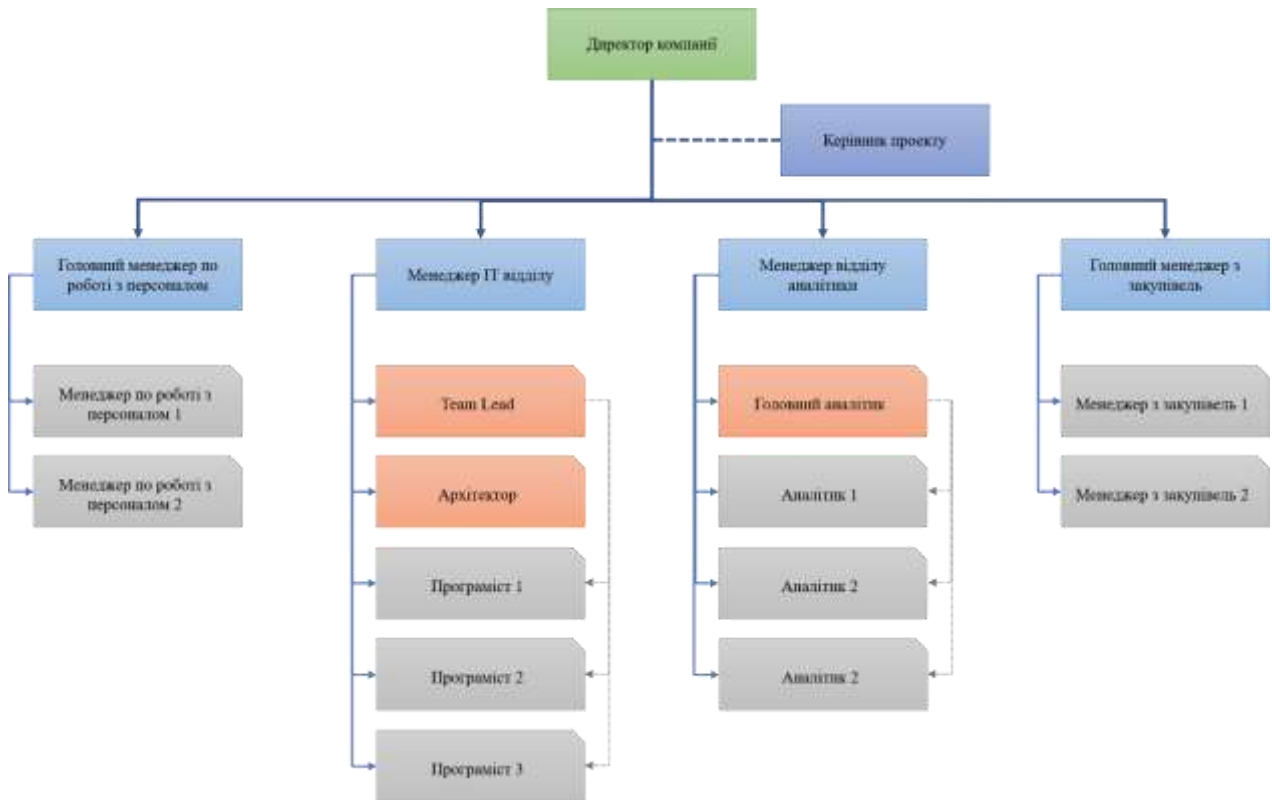 Директор компанії
Керівник проекту
Головний менеджер по
роботі з персоналом
Менеджер ІТ відділу
Менеджер відділу
аналітики
Головний менеджер з
закупівель
Менеджер по роботі з
персоналом 1
Team Lead
Головний аналітик
Менеджер з закупівель 1
Менеджер по роботі з
персоналом 2
Архітектор
Аналітик 1
Менеджер з закупівель 2
Програміст 1
Аналітик 2
Програміст 2
Аналітик 2
Програміст 3